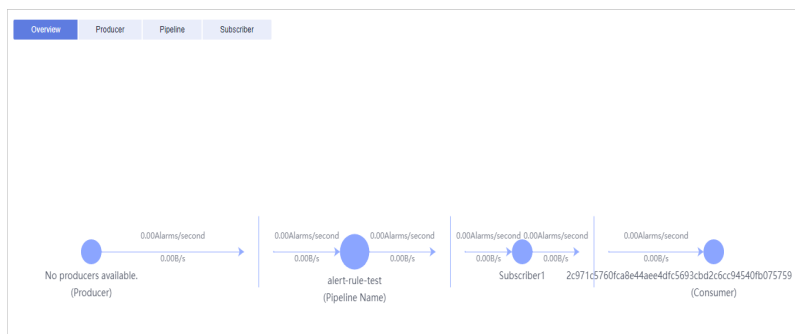 Overview Producer Pipeline Subscriber
0.00Alarms/second 0.00Alarms/second 0.00Alarms/second 0.00Alarms/second 0.00Alarms/second 0.00Alarms/second
0.00B/s 0.00B/s 0.00B/s 0.00B/s 0.00B/s 0.00B/s
No producers available. alert-rule-test Subscriber1 2c971c5760fca8e44aee4dfc5693cbd2c6cc94540fb075759
(Producer) (Pipeline Name) (Consumer)